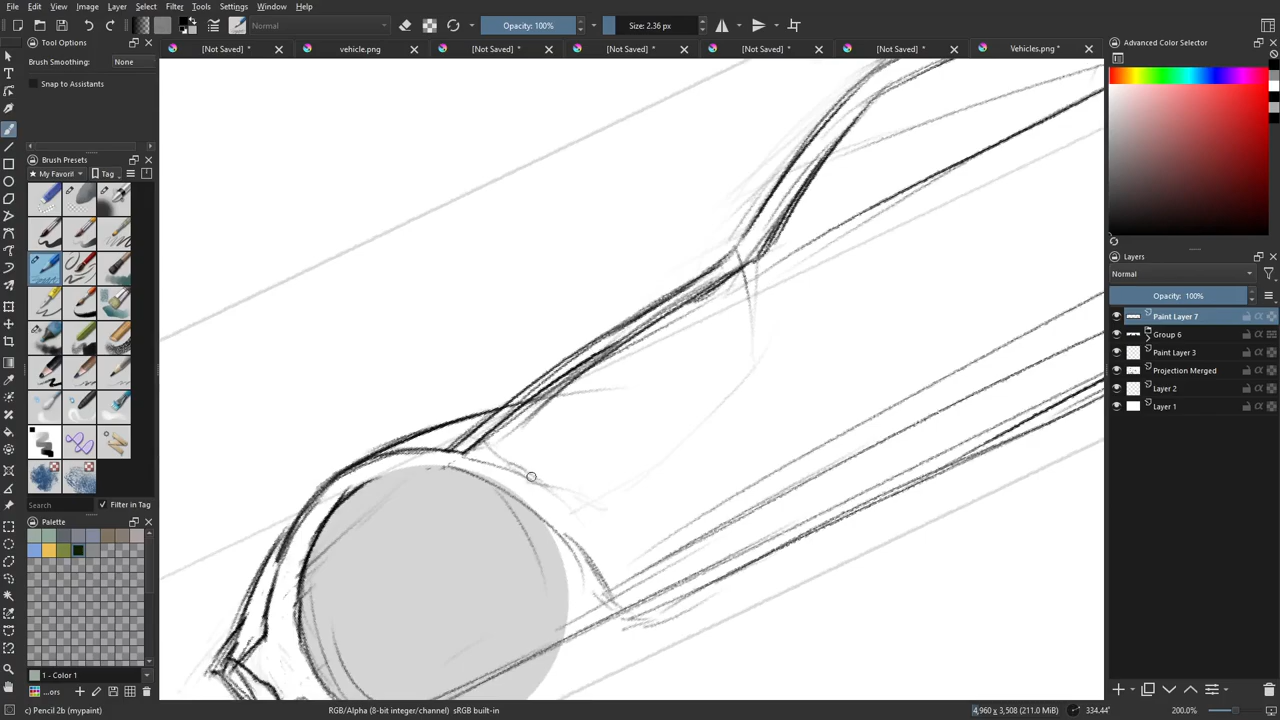 File Edit View Image Layer Select Filter Tools Settings Window Help
Normal Opacity: 100% Size: 2.36 px
[Not Saved] * vehicle.png [Not Saved] * [Not Saved] * [Not Saved] * [Not Saved] * Vehicles.png *
Tool Options
Brush Smoothing: None
Snap to Assistants
Brush Presets
My Favorit Tag
Search Filter in Tag
Palette
1 - Color 1
...ors
Advanced Color Selector
Layers
Normal
Opacity: 100%
Paint Layer 7
Group 6
Paint Layer 3
Projection Merged
Layer 2
Layer 1
c) Pencil 2b (mypaint) RGB/Alpha (8-bit integer/channel) sRGB built-in 4,960 x 3,508 (211.0 MiB) 334.44° 200.0%